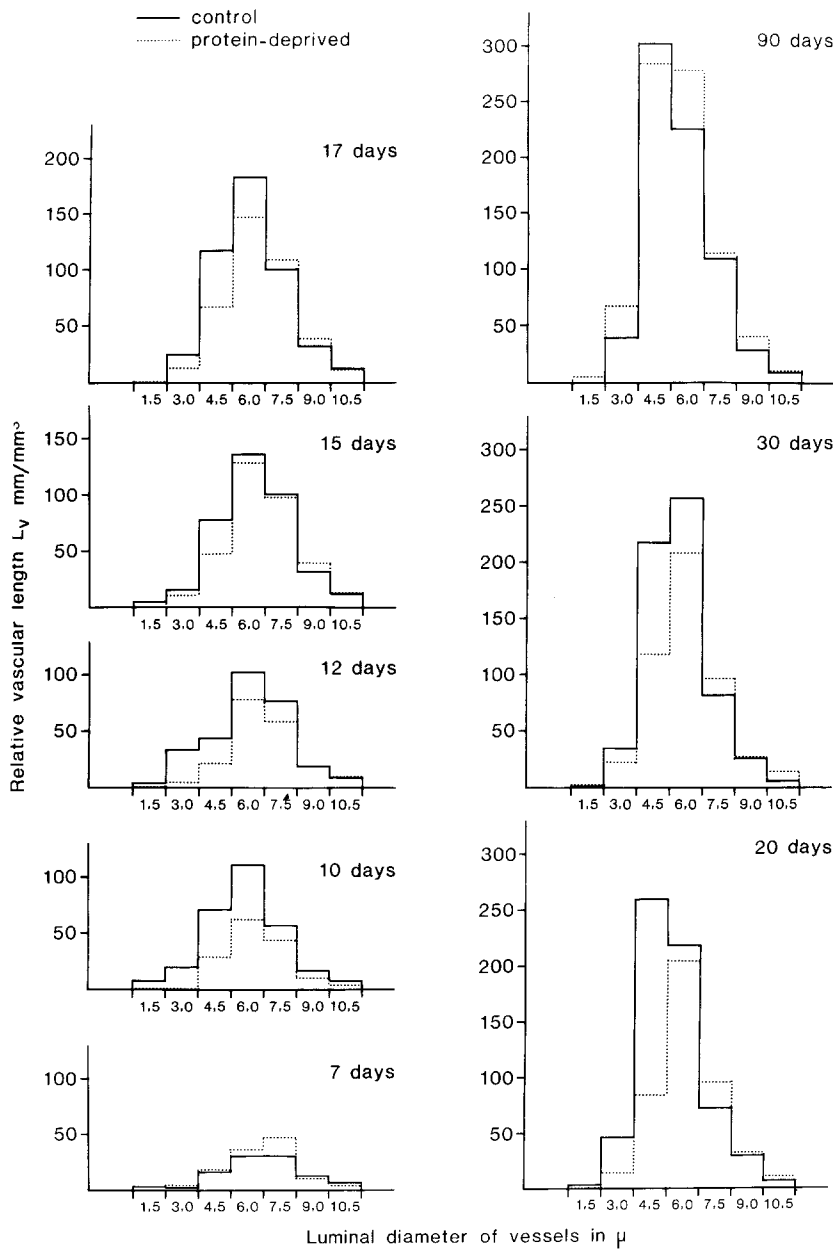 control
protein-deprived
17 days
200
150
100
50
1.5 3.0 4.5 6.0 7.5 9.0 10.5
15 days
150
100
50
1.5 3.0 4.5 6.0 7.5 9.0 10.5
12 days
100
50
1.5 3.0 4.5 6.0 7.5 9.0 10.5
10 days
100
50
1.5 3.0 4.5 6.0 7.5 9.0 10.5
7 days
100
50
1.5 3.0 4.5 6.0 7.5 9.0 10.5
90 days
300
250
200
150
100
50
1.5 3.0 4.5 6.0 7.5 9.0 10.5
30 days
300
250
200
150
100
50
1.5 3.0 4.5 6.0 7.5 9.0 10.5
20 days
300
250
200
150
100
50
1.5 3.0 4.5 6.0 7.5 9.0 10.5
Relative vascular length Lv mm/mm³
Luminal diameter of vessels in µ